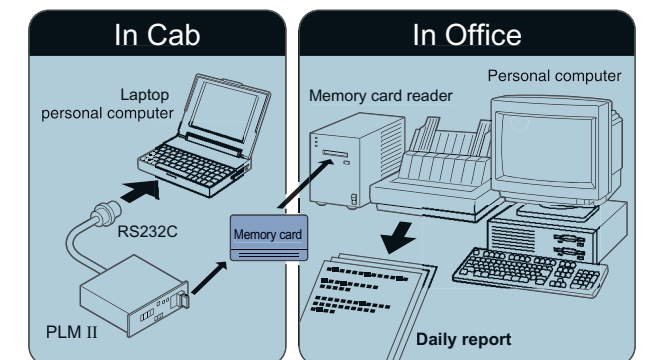 In Cab
In Office
Laptop
personal computer
RS232C
PLM II
Memory card
Memory card reader
Personal computer
Daily report